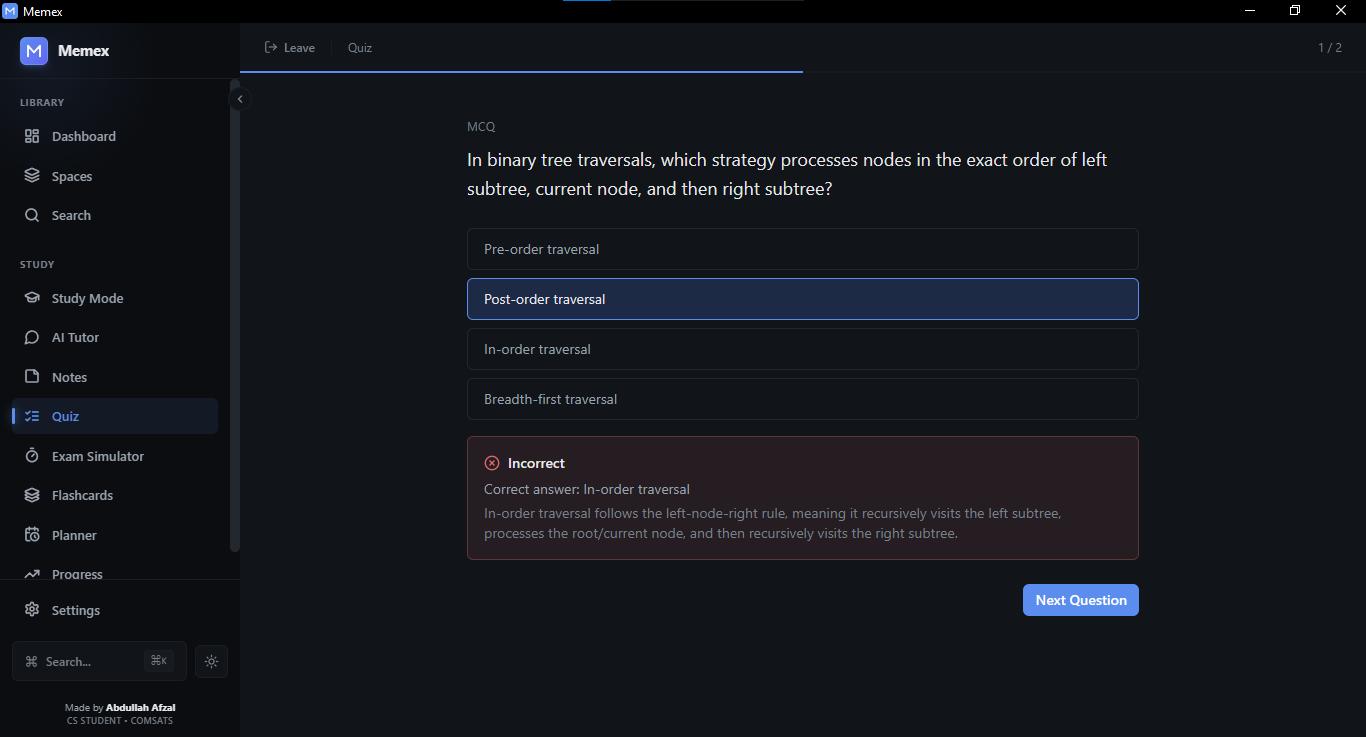 Memex
Memex
Leave
Quiz
1 / 2
LIBRARY
Dashboard
Spaces
Search
STUDY
Study Mode
AI Tutor
Notes
Quiz
Exam Simulator
Flashcards
Planner
Progress
Settings
⌘ Search... ⌘K
Made by Abdullah Afzal
CS STUDENT • COMSATS
MCQ
In binary tree traversals, which strategy processes nodes in the exact order of left
subtree, current node, and then right subtree?
Pre-order traversal
Post-order traversal
In-order traversal
Breadth-first traversal
Incorrect
Correct answer: In-order traversal
In-order traversal follows the left-node-right rule, meaning it recursively visits the left subtree,
processes the root/current node, and then recursively visits the right subtree.
Next Question